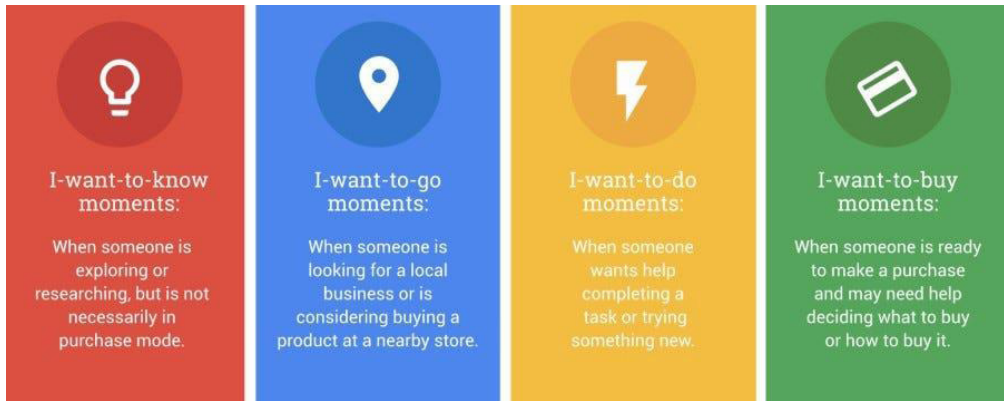 I-want-to-know
moments:
When someone is
exploring or
researching, but is not
necessarily in
purchase mode.
I-want-to-go
moments:
When someone is
looking for a local
business or is
considering buying a
product at a nearby store.
I-want-to-do
moments:
When someone
wants help
completing a
task or trying
something new.
I-want-to-buy
moments:
When someone is ready
to make a purchase
and may need help
deciding what to buy
or how to buy it.